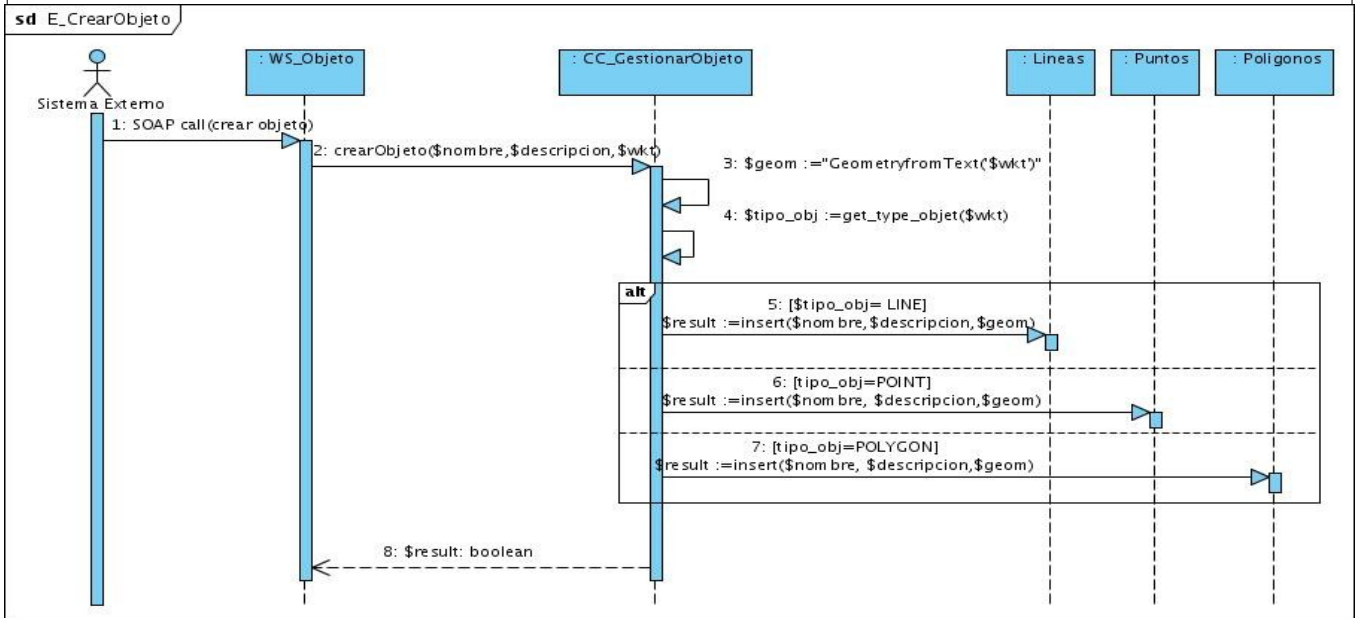 sd E_CrearObjeto
: WS_Objeto
: CC_GestionarObjeto
: Lineas
: Puntos
: Poligonos
Sistema Externo
1: SOAP call(crear objeto)
2: crearObjeto($nombre,$descripcion,$wkt)
3: $geom :="GeometryfromText('$wkt')"
4: $tipo_obj :=get_type_objet($wkt)
alt
5: [$tipo_obj= LINE]
$result :=insert($nombre,$descripcion,$geom)
6: [tipo_obj=POINT]
$result :=insert($nombre, $descripcion,$geom)
7: [tipo_obj=POLYGON]
$result :=insert($nombre, $descripcion,$geom)
8: $result: boolean